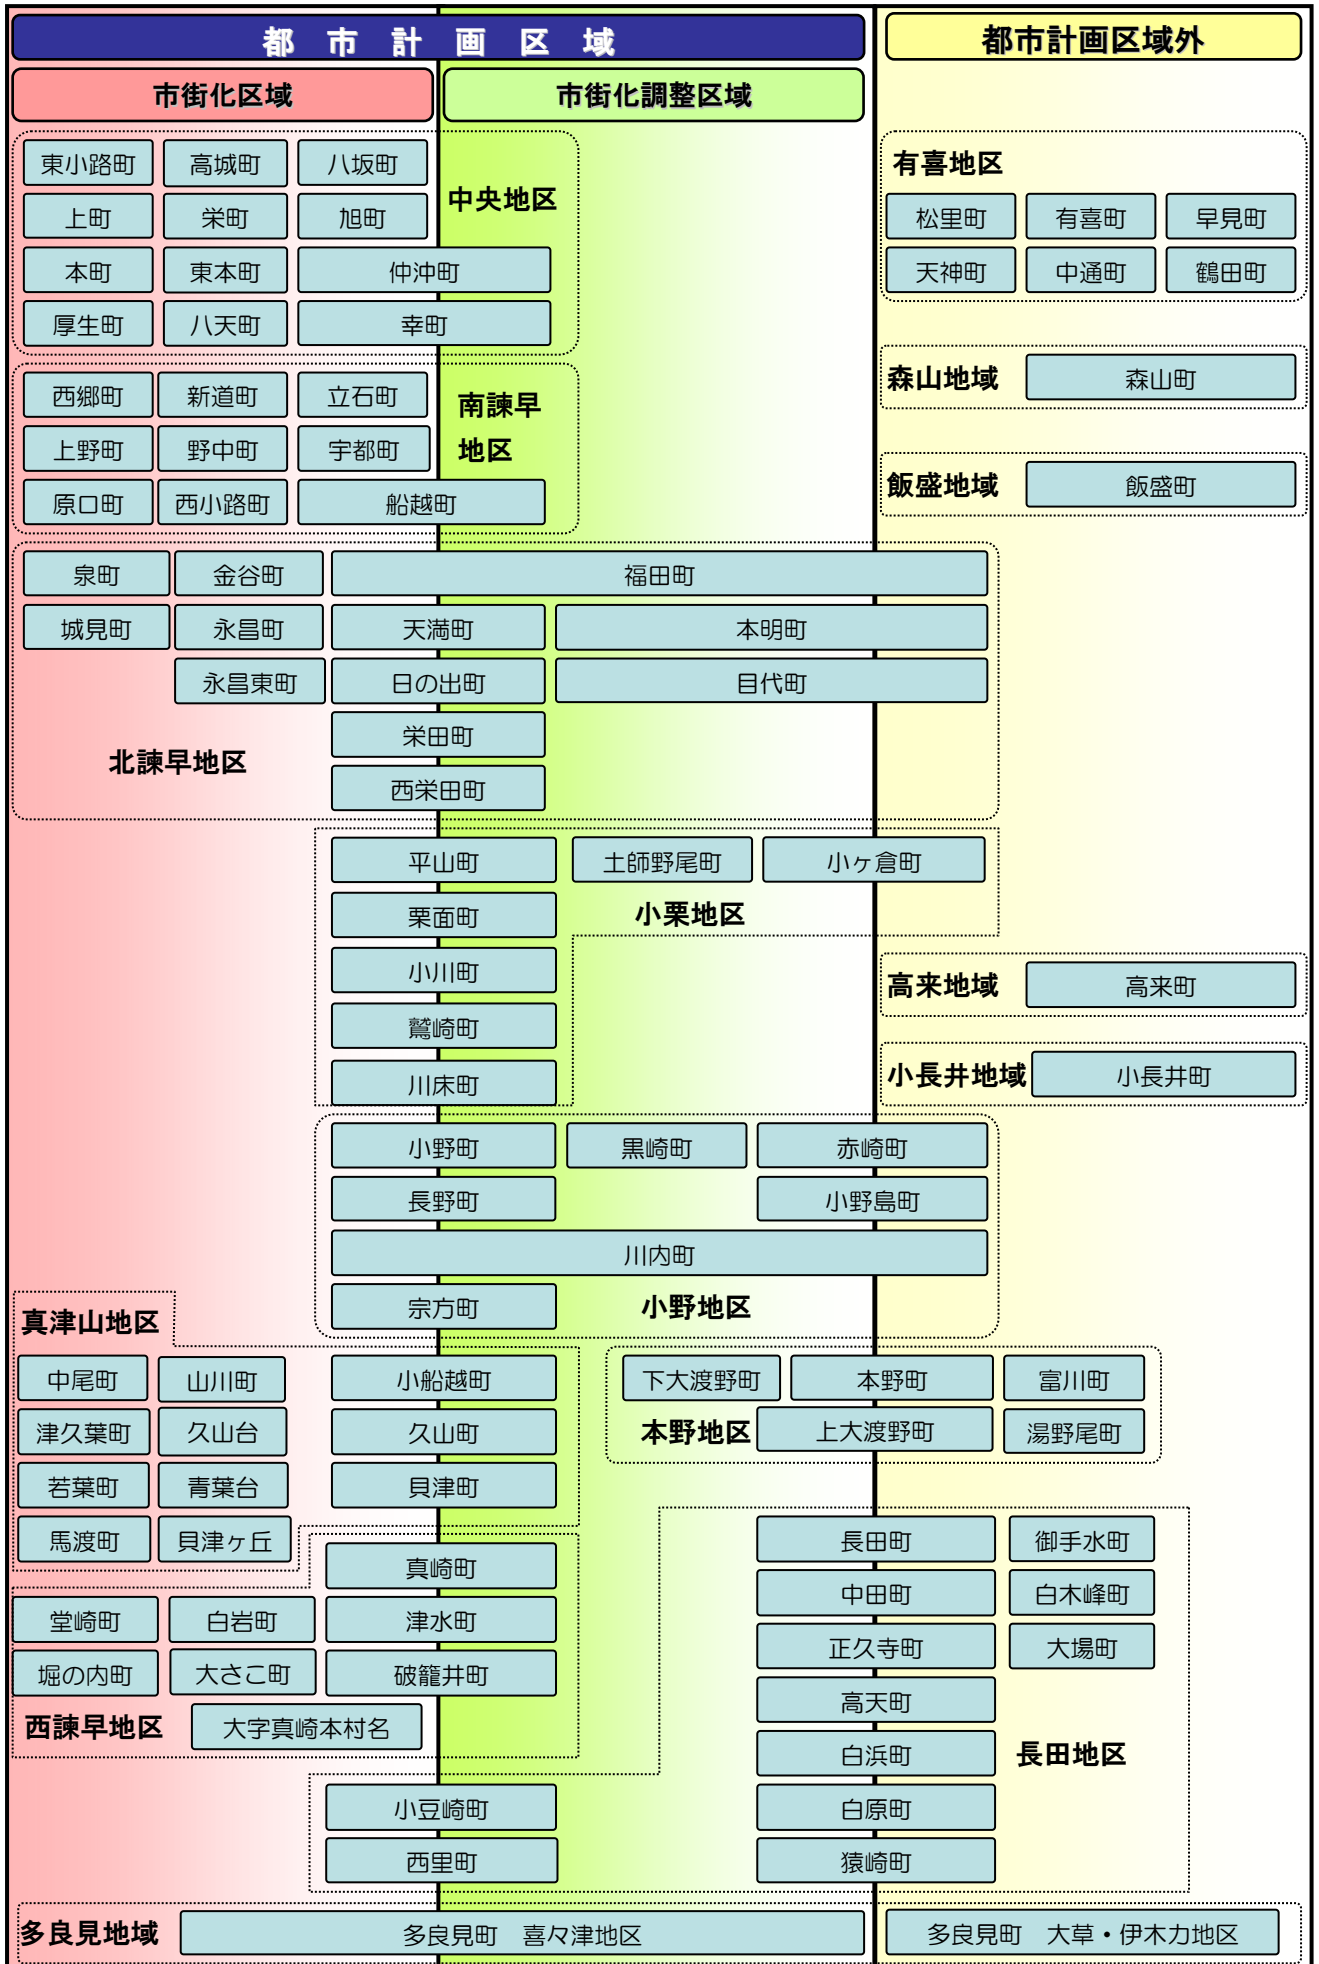 都市計画区域
都市計画区域外
市街化区域
市街化調整区域
東小路町
高城町
八坂町
中央地区
上町
栄町
旭町
本町
東本町
仲沖町
厚生町
八天町
幸町
有喜地区
松里町
有喜町
早見町
天神町
中通町
鶴田町
西郷町
新道町
立石町
南諫早
地区
上野町
野中町
宇都町
原口町
西小路町
船越町
森山地域
森山町
飯盛地域
飯盛町
泉町
金谷町
福田町
城見町
永昌町
天満町
本明町
永昌東町
日の出町
目代町
栄田町
北諫早地区
西栄田町
平山町
土師野尾町
小ヶ倉町
栗面町
小栗地区
小川町
鷲崎町
川床町
高来地域
高来町
小長井地域
小長井町
小野町
黒崎町
赤崎町
長野町
小野島町
川内町
宗方町
小野地区
真津山地区
中尾町
山川町
小船越町
津久葉町
久山台
久山町
若葉町
青葉台
貝津町
馬渡町
貝津ヶ丘
下大渡野町
本野町
富川町
本野地区
上大渡野町
湯野尾町
真崎町
堂崎町
白岩町
津水町
堀の内町
大さこ町
破籠井町
西諫早地区
大字真崎本村名
長田町
御手水町
中田町
白木峰町
正久寺町
大場町
高天町
白浜町
長田地区
小豆崎町
白原町
西里町
猿崎町
多良見地域
多良見町　喜々津地区
多良見町　大草・伊木力地区